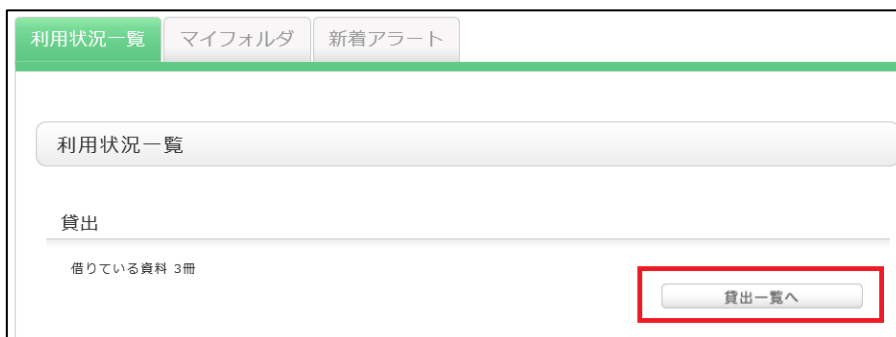 利用状況一覧 マイフォルダ 新着アラート
利用状況一覧
貸出
借りている資料 3冊
貸出一覧へ